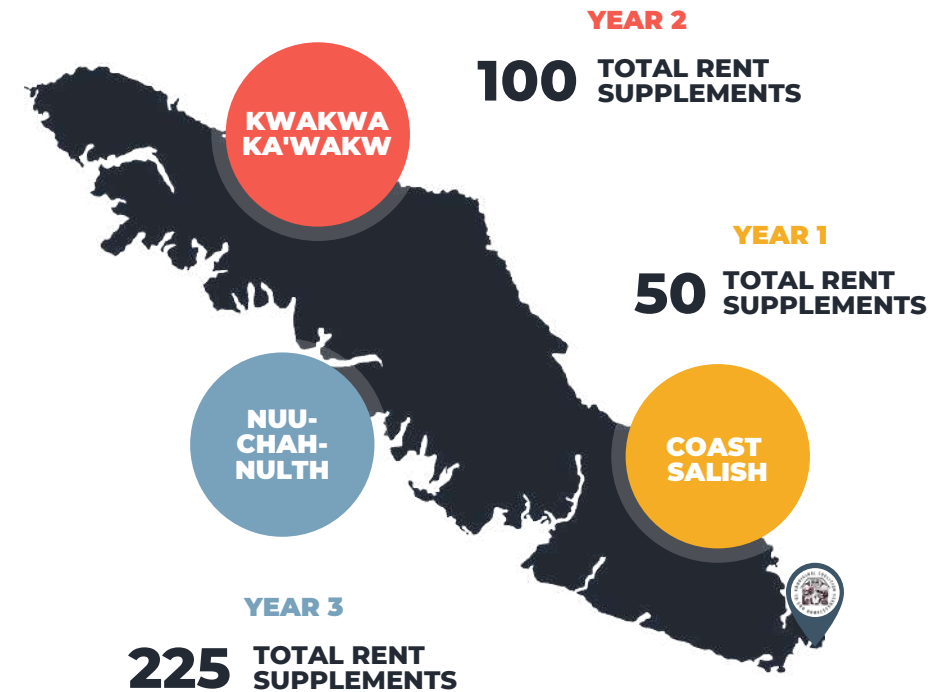 YEAR 2
100 TOTAL RENT
SUPPLEMENTS
KWAKWA
KA'WAKW
YEAR 1
50 TOTAL RENT
SUPPLEMENTS
NUU-
CHAH-
NULTH
COAST
SALISH
YEAR 3
225 TOTAL RENT
SUPPLEMENTS